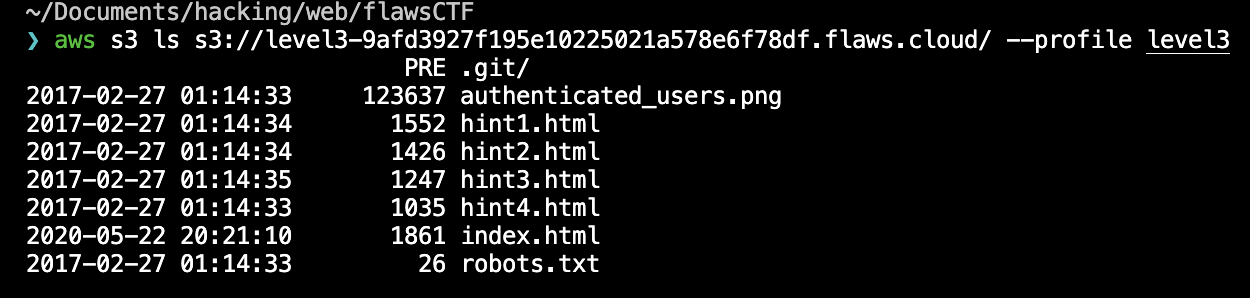 ~/Documents/hacking/web/flawsCTF
❯ aws s3 ls s3://level3-9afd3927f195e10225021a578e6f78df.flaws.cloud/ --profile level3
PRE .git/
2017-02-27 01:14:33 123637 authenticated_users.png
2017-02-27 01:14:34 1552 hint1.html
2017-02-27 01:14:34 1426 hint2.html
2017-02-27 01:14:35 1247 hint3.html
2017-02-27 01:14:33 1035 hint4.html
2020-05-22 20:21:10 1861 index.html
2017-02-27 01:14:33 26 robots.txt